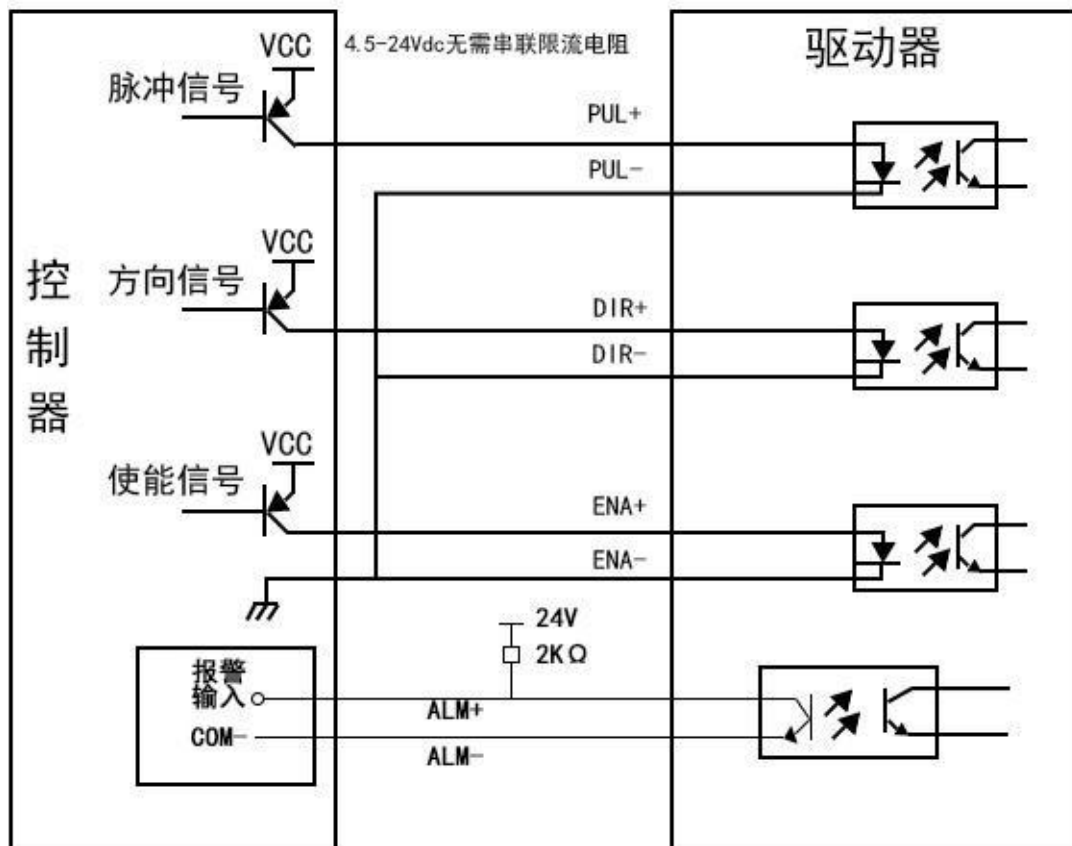 4.5-24Vdc无需串联限流电阻
驱动器
VCC
脉冲信号
PUL+
PUL-
控制器
VCC
方向信号
DIR+
DIR-
VCC
使能信号
ENA+
ENA-
24V
2KΩ
报警
输入
ALM+
COM-
ALM-